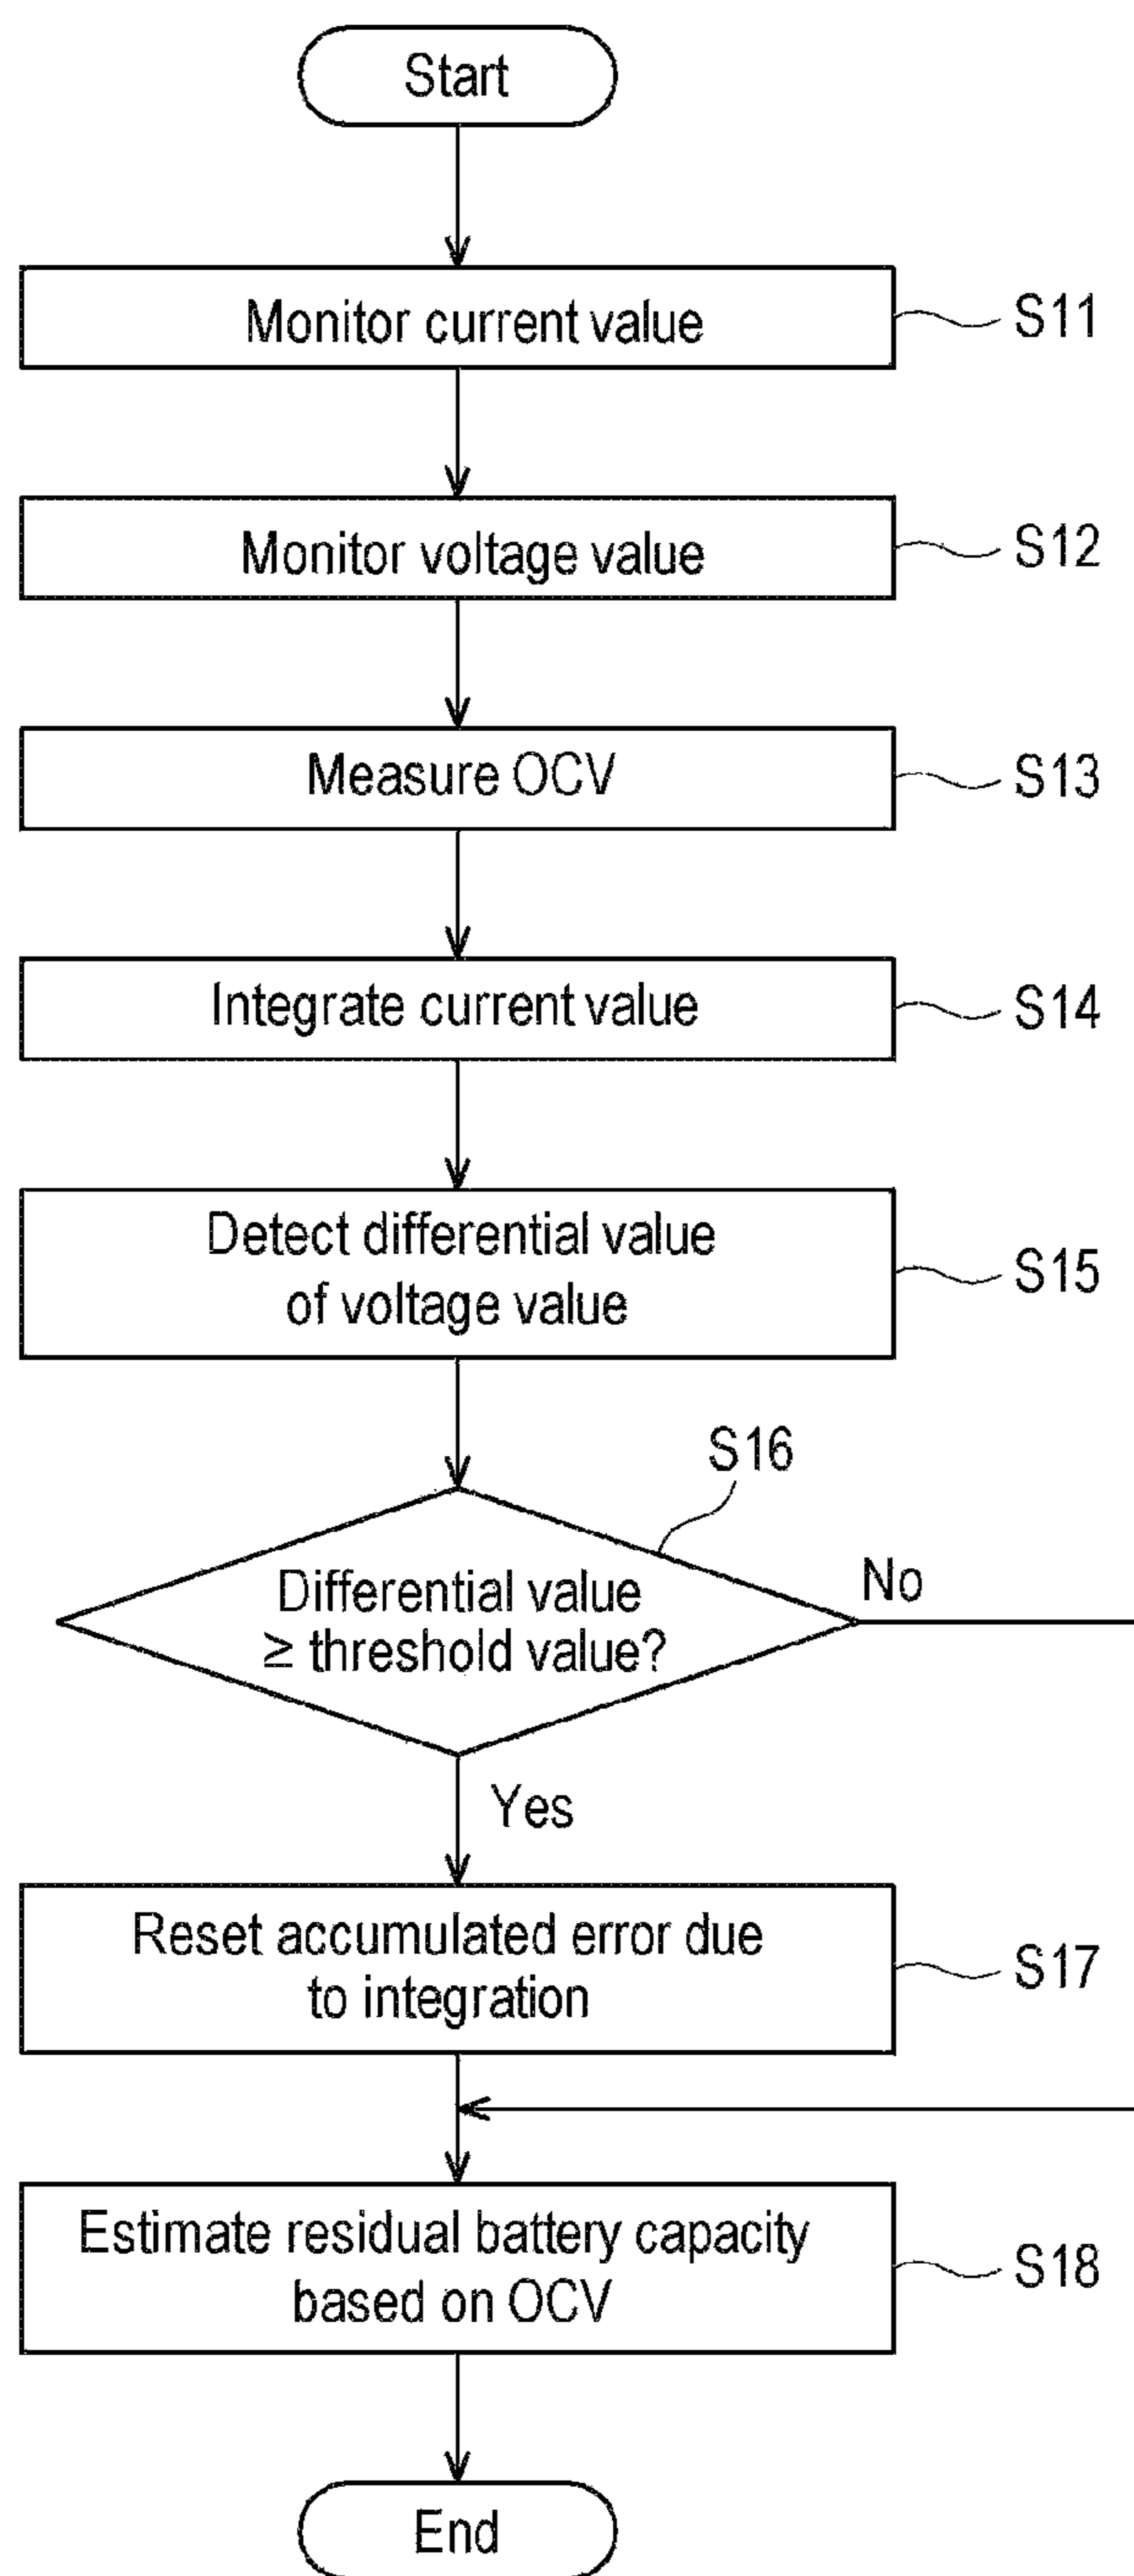 Start
Monitor current value
S11
Monitor voltage value
S12
Measure OCV
S13
Integrate current value
S14
Detect differential value
of voltage value
S15
S16
Differential value
≥ threshold value?
No
Yes
Reset accumulated error due
to integration
S17
Estimate residual battery capacity
based on OCV
S18
End